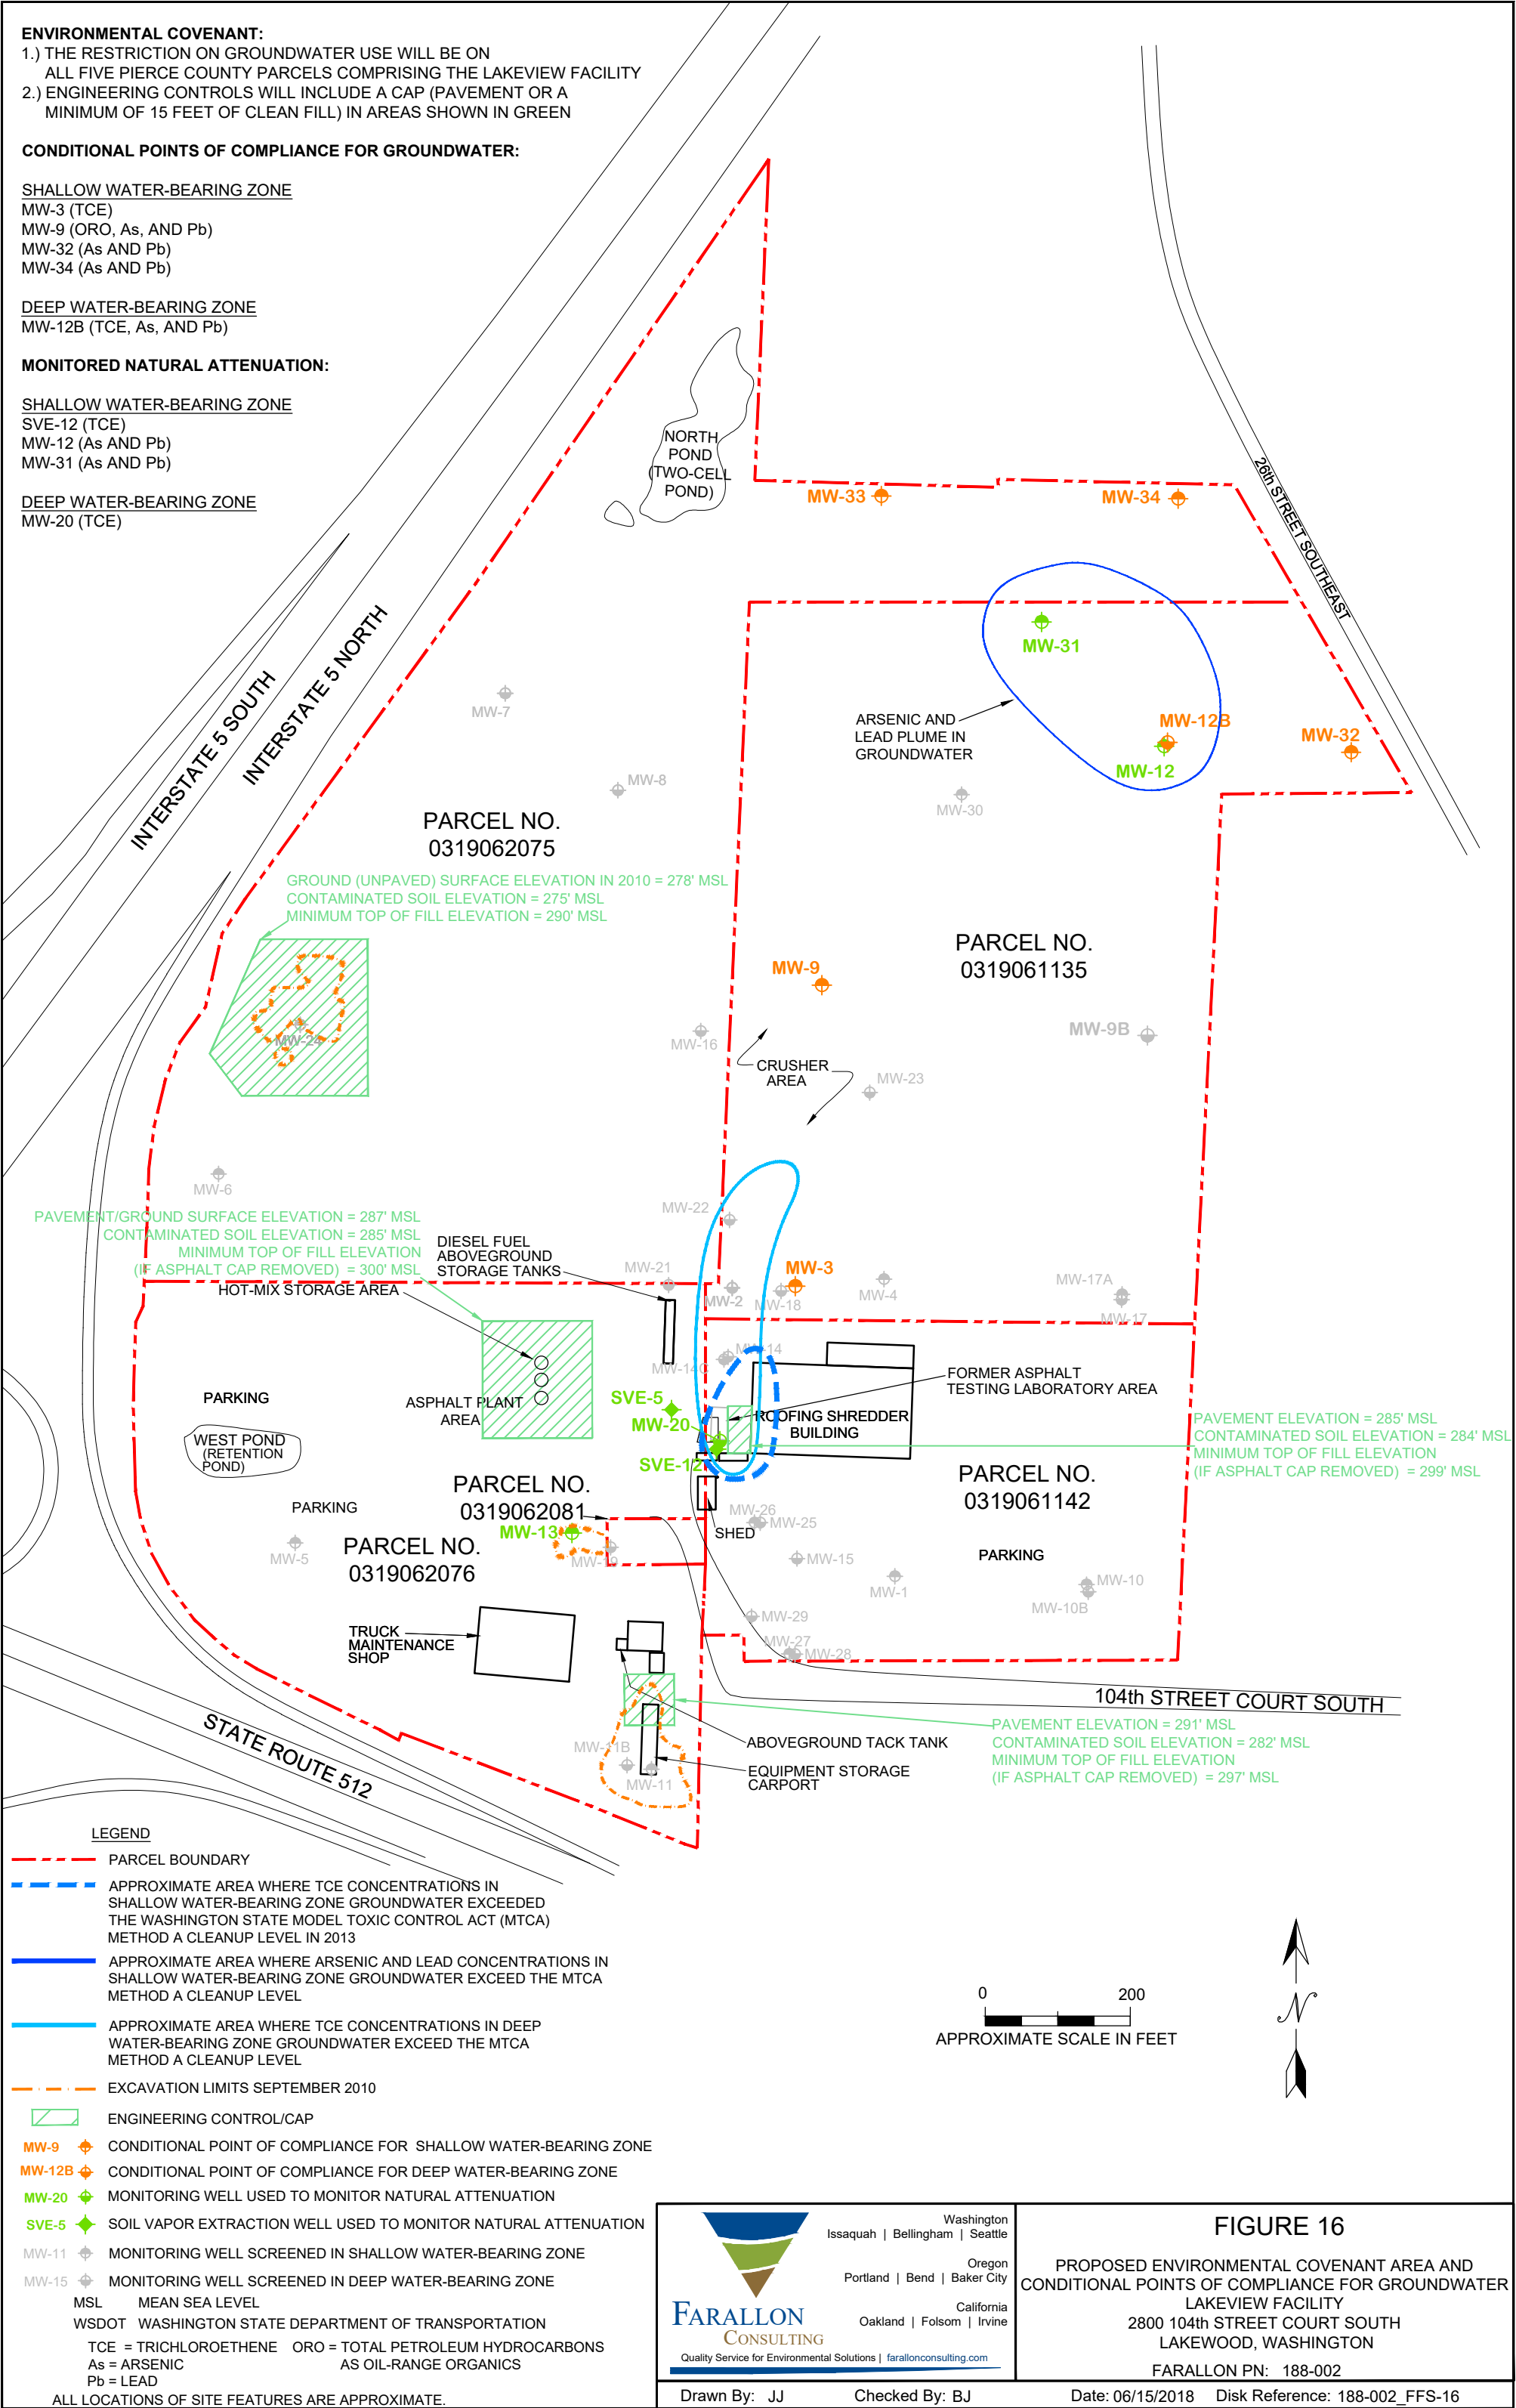 ENVIRONMENTAL COVENANT:
1.) THE RESTRICTION ON GROUNDWATER USE WILL BE ON
ALL FIVE PIERCE COUNTY PARCELS COMPRISING THE LAKEVIEW FACILITY
2.) ENGINEERING CONTROLS WILL INCLUDE A CAP (PAVEMENT OR A
MINIMUM OF 15 FEET OF CLEAN FILL) IN AREAS SHOWN IN GREEN
CONDITIONAL POINTS OF COMPLIANCE FOR GROUNDWATER:
SHALLOW WATER-BEARING ZONE
MW-3 (TCE)
MW-9 (ORO, As, AND Pb)
MW-32 (As AND Pb)
MW-34 (As AND Pb)
DEEP WATER-BEARING ZONE
MW-12B (TCE, As, AND Pb)
MONITORED NATURAL ATTENUATION:
SHALLOW WATER-BEARING ZONE
SVE-12 (TCE)
MW-12 (As AND Pb)
MW-31 (As AND Pb)
DEEP WATER-BEARING ZONE
MW-20 (TCE)
NORTH
POND
(TWO-CELL
POND)
MW-33
MW-34
26th STREET SOUTHEAST
INTERSTATE 5 SOUTH
INTERSTATE 5 NORTH
MW-31
MW-7
ARSENIC AND
LEAD PLUME IN
GROUNDWATER
MW-12B
MW-32
MW-12
MW-8
MW-30
PARCEL NO.
0319062075
GROUND (UNPAVED) SURFACE ELEVATION IN 2010 = 278' MSL
CONTAMINATED SOIL ELEVATION = 275' MSL
MINIMUM TOP OF FILL ELEVATION = 290' MSL
PARCEL NO.
0319061135
MW-9
MW-24
MW-16
MW-9B
CRUSHER
AREA
MW-23
MW-6
MW-22
PAVEMENT/GROUND SURFACE ELEVATION = 287' MSL
CONTAMINATED SOIL ELEVATION = 285' MSL
MINIMUM TOP OF FILL ELEVATION
(IF ASPHALT CAP REMOVED) = 300' MSL
DIESEL FUEL
ABOVEGROUND
STORAGE TANKS
HOT-MIX STORAGE AREA
MW-21
MW-2
MW-18
MW-3
MW-4
MW-17A
MW-17
MW-14
MW-14C
FORMER ASPHALT
TESTING LABORATORY AREA
PARKING
ASPHALT PLANT
AREA
SVE-5
MW-20
SVE-12
ROOFING SHREDDER
BUILDING
PAVEMENT ELEVATION = 285' MSL
CONTAMINATED SOIL ELEVATION = 284' MSL
MINIMUM TOP OF FILL ELEVATION
(IF ASPHALT CAP REMOVED) = 299' MSL
WEST POND
(RETENTION
POND)
PARCEL NO.
0319062081
PARCEL NO.
0319061142
PARKING
MW-13
MW-19
SHED
MW-26
MW-25
MW-5
PARCEL NO.
0319062076
MW-15
PARKING
MW-1
MW-10
MW-10B
MW-29
TRUCK
MAINTENANCE
SHOP
MW-27
MW-28
104th STREET COURT SOUTH
STATE ROUTE 512
MW-11B
MW-11
ABOVEGROUND TACK TANK
EQUIPMENT STORAGE
CARPORT
PAVEMENT ELEVATION = 291' MSL
CONTAMINATED SOIL ELEVATION = 282' MSL
MINIMUM TOP OF FILL ELEVATION
(IF ASPHALT CAP REMOVED) = 297' MSL
LEGEND
PARCEL BOUNDARY
APPROXIMATE AREA WHERE TCE CONCENTRATIONS IN
SHALLOW WATER-BEARING ZONE GROUNDWATER EXCEEDED
THE WASHINGTON STATE MODEL TOXIC CONTROL ACT (MTCA)
METHOD A CLEANUP LEVEL IN 2013
APPROXIMATE AREA WHERE ARSENIC AND LEAD CONCENTRATIONS IN
SHALLOW WATER-BEARING ZONE GROUNDWATER EXCEED THE MTCA
METHOD A CLEANUP LEVEL
APPROXIMATE AREA WHERE TCE CONCENTRATIONS IN DEEP
WATER-BEARING ZONE GROUNDWATER EXCEED THE MTCA
METHOD A CLEANUP LEVEL
EXCAVATION LIMITS SEPTEMBER 2010
ENGINEERING CONTROL/CAP
MW-9 CONDITIONAL POINT OF COMPLIANCE FOR SHALLOW WATER-BEARING ZONE
MW-12B CONDITIONAL POINT OF COMPLIANCE FOR DEEP WATER-BEARING ZONE
MW-20 MONITORING WELL USED TO MONITOR NATURAL ATTENUATION
SVE-5 SOIL VAPOR EXTRACTION WELL USED TO MONITOR NATURAL ATTENUATION
MW-11 MONITORING WELL SCREENED IN SHALLOW WATER-BEARING ZONE
MW-15 MONITORING WELL SCREENED IN DEEP WATER-BEARING ZONE
MSL MEAN SEA LEVEL
WSDOT WASHINGTON STATE DEPARTMENT OF TRANSPORTATION
TCE = TRICHLOROETHENE ORO = TOTAL PETROLEUM HYDROCARBONS
As = ARSENIC AS OIL-RANGE ORGANICS
Pb = LEAD
ALL LOCATIONS OF SITE FEATURES ARE APPROXIMATE.
0 200
APPROXIMATE SCALE IN FEET
N
FARALLON
CONSULTING
Washington
Issaquah | Bellingham | Seattle
Oregon
Portland | Bend | Baker City
California
Oakland | Folsom | Irvine
Quality Service for Environmental Solutions | farallonconsulting.com
FIGURE 16
PROPOSED ENVIRONMENTAL COVENANT AREA AND
CONDITIONAL POINTS OF COMPLIANCE FOR GROUNDWATER
LAKEVIEW FACILITY
2800 104th STREET COURT SOUTH
LAKEWOOD, WASHINGTON
FARALLON PN: 188-002
Drawn By: JJ Checked By: BJ Date: 06/15/2018 Disk Reference: 188-002_FFS-16